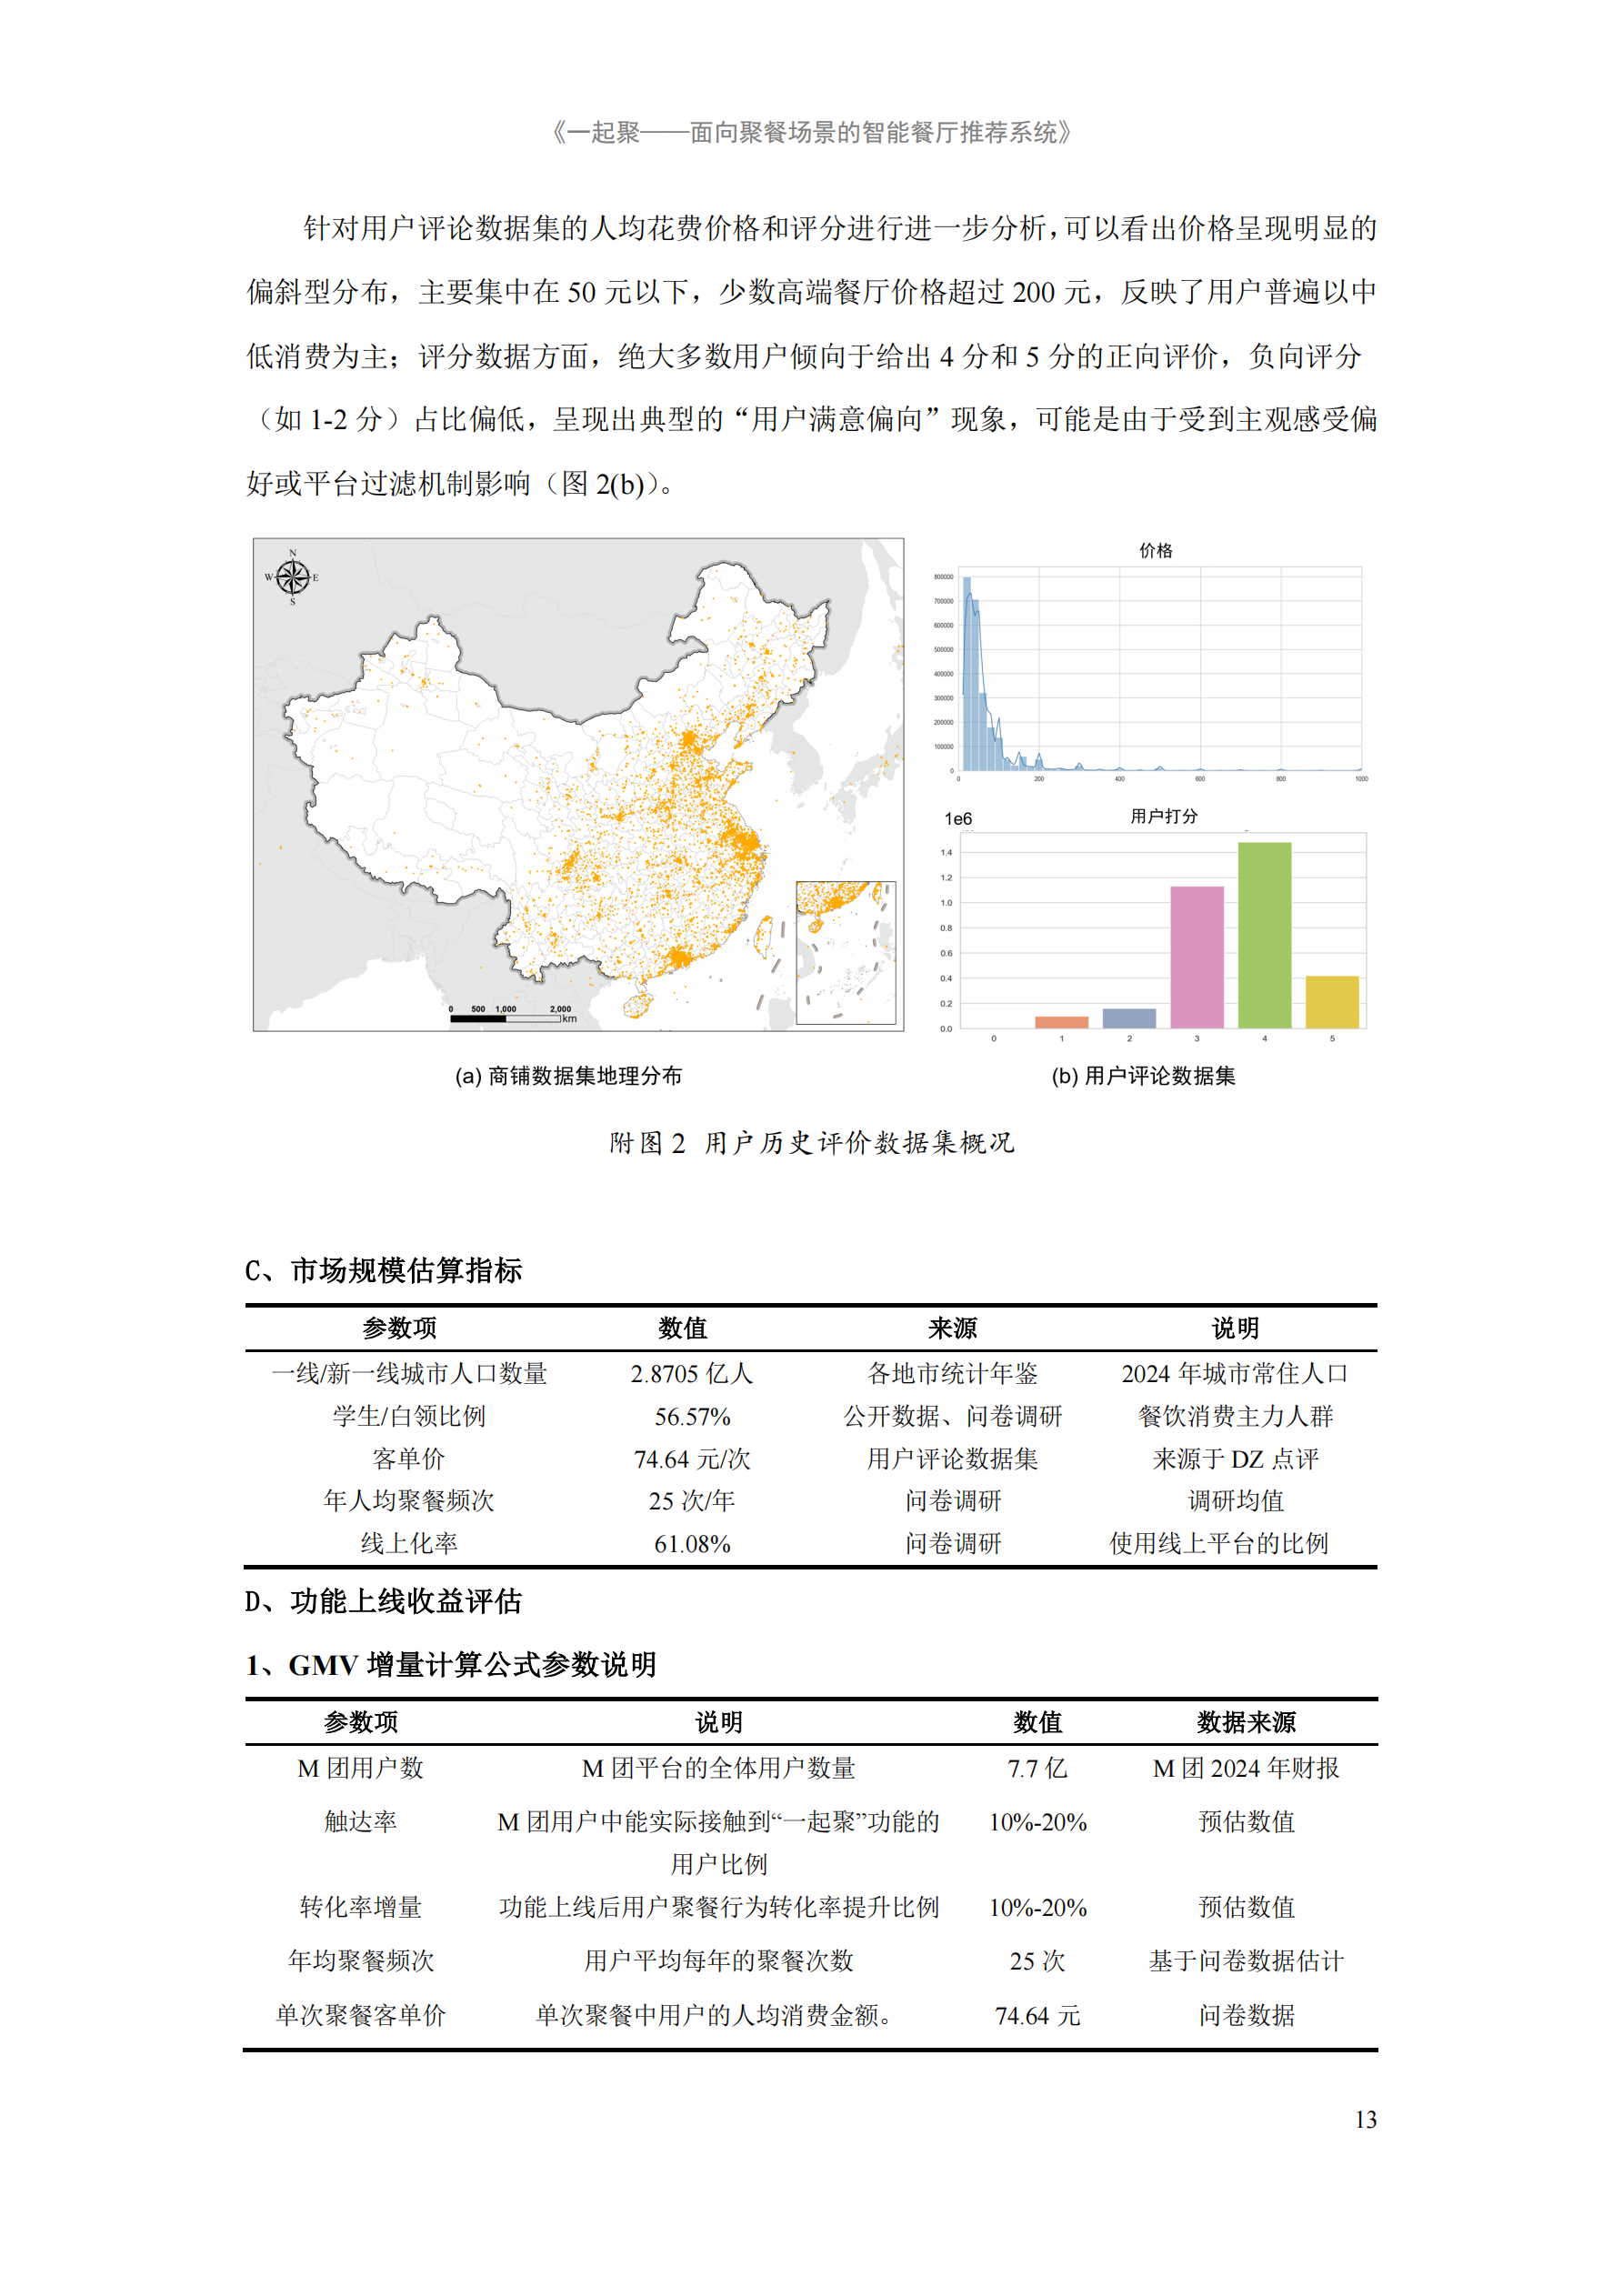 《一起聚——面向聚餐场景的智能餐厅推荐系统》
针对用户评论数据集的人均花费价格和评分进行进一步分析，可以看出价格呈现明显的
偏斜型分布，主要集中在 50 元以下，少数高端餐厅价格超过 200 元，反映了用户普遍以中
低消费为主；评分数据方面，绝大多数用户倾向于给出 4 分和 5 分的正向评价，负向评分
（如 1-2 分）占比偏低，呈现出典型的“用户满意偏向”现象，可能是由于受到主观感受偏
好或平台过滤机制影响（图 2(b)）。
N
W E
S
0 500 1,000 2,000
km
价格
800000
700000
600000
500000
400000
300000
200000
100000
0
0 200 400 600 800 1000
1e6 用户打分
1.4
1.2
1.0
0.8
0.6
0.4
0.2
0.0
0 1 2 3 4 5
(a) 商铺数据集地理分布 (b) 用户评论数据集
附图 2 用户历史评价数据集概况
C、市场规模估算指标
参数项 数值 来源 说明
一线/新一线城市人口数量 2.8705 亿人 各地市统计年鉴 2024 年城市常住人口
学生/白领比例 56.57% 公开数据、问卷调研 餐饮消费主力人群
客单价 74.64 元/次 用户评论数据集 来源于 DZ 点评
年人均聚餐频次 25 次/年 问卷调研 调研均值
线上化率 61.08% 问卷调研 使用线上平台的比例
D、功能上线收益评估
1、GMV 增量计算公式参数说明
参数项 说明 数值 数据来源
M 团用户数 M 团平台的全体用户数量 7.7 亿 M 团 2024 年财报
触达率 M 团用户中能实际接触到“一起聚”功能的 10%-20% 预估数值
用户比例
转化率增量 功能上线后用户聚餐行为转化率提升比例 10%-20% 预估数值
年均聚餐频次 用户平均每年的聚餐次数 25 次 基于问卷数据估计
单次聚餐客单价 单次聚餐中用户的人均消费金额。 74.64 元 问卷数据
13